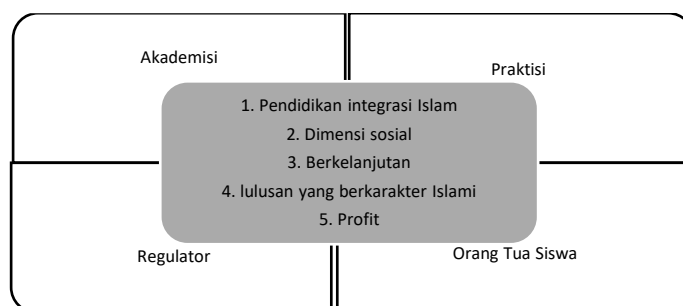 Akademisi
Praktisi
1. Pendidikan integrasi Islam
2. Dimensi sosial
3. Berkelanjutan
4. lulusan yang berkarakter Islami
5. Profit
Regulator
Orang Tua Siswa